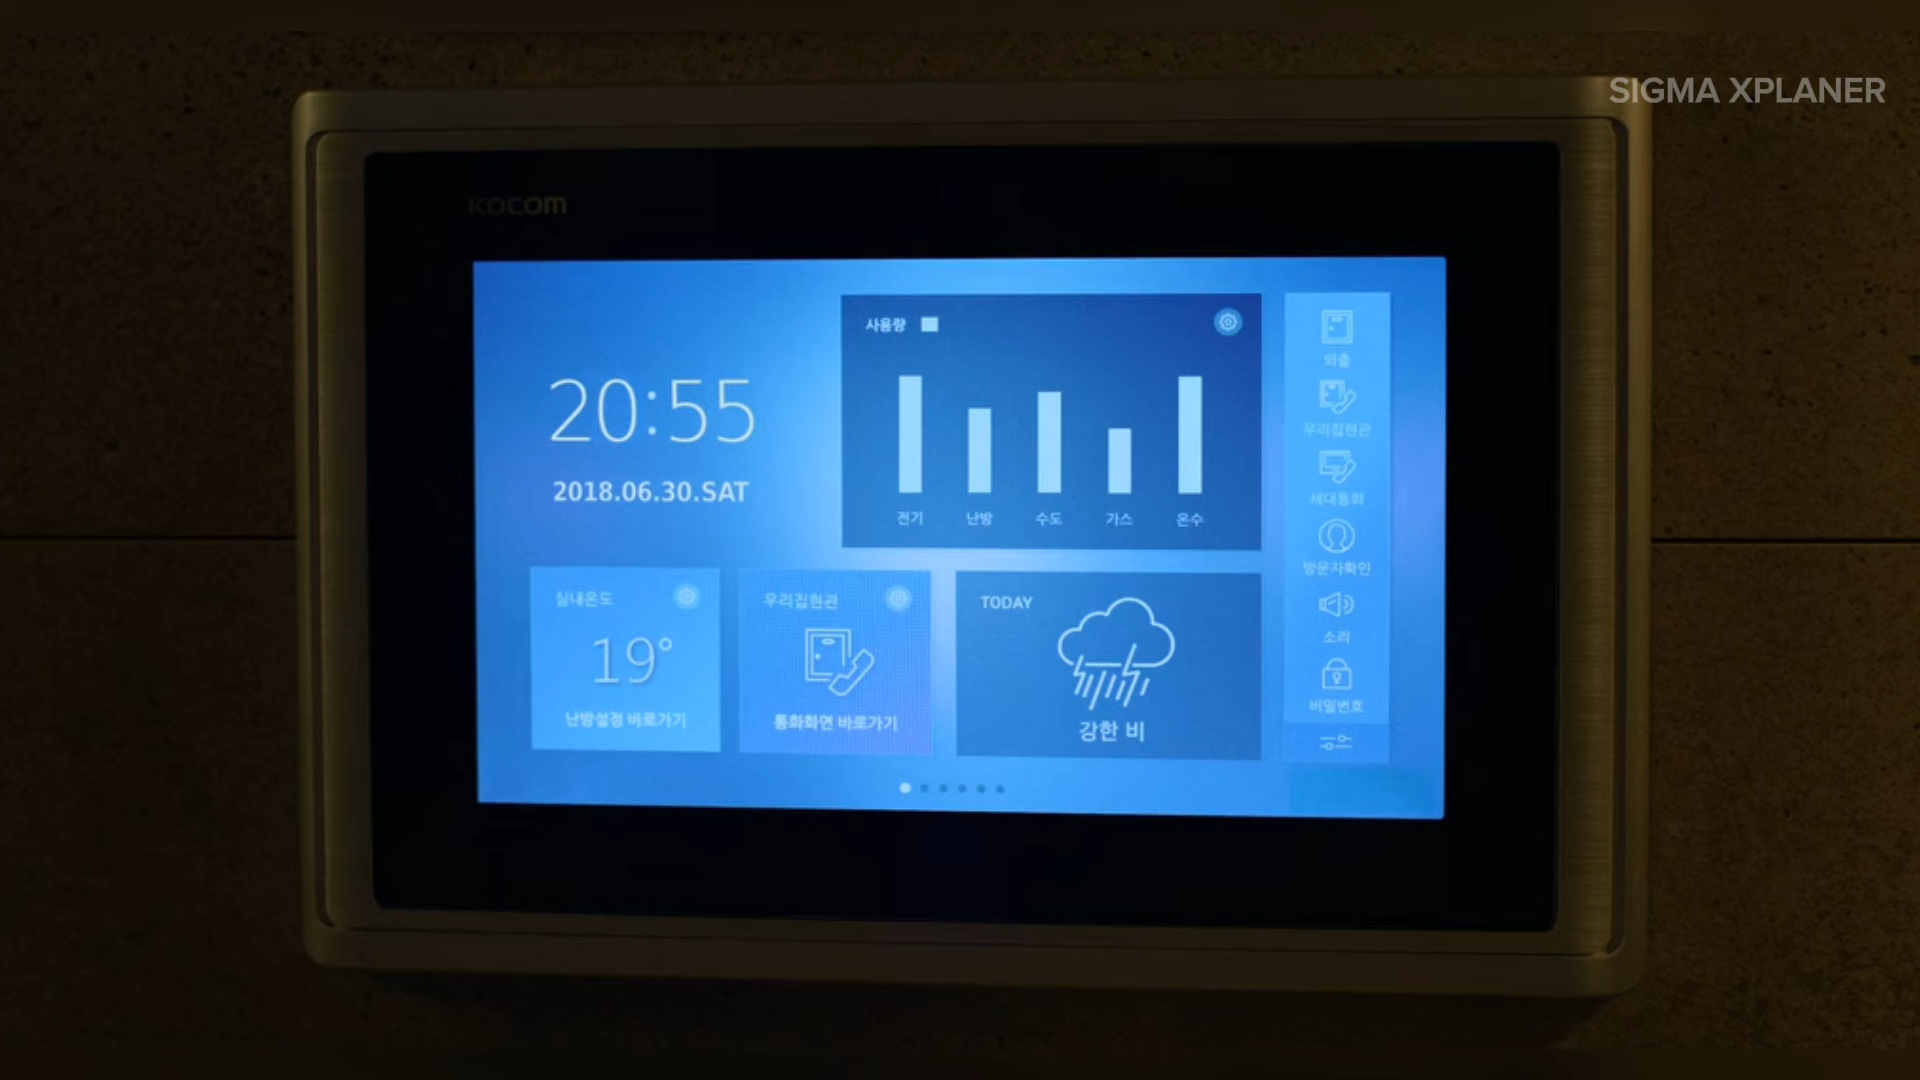 SIGMA XPLANER
KOCOM
20:55
2018.06.30.SAT
사용량
전기 난방 수도 가스 온수
실내온도
19°
난방설정 바로가기
우리집현관
통화화면 바로가기
TODAY
강한 비
외출
우리집현관
세대통화
방문자확인
소리
비밀번호